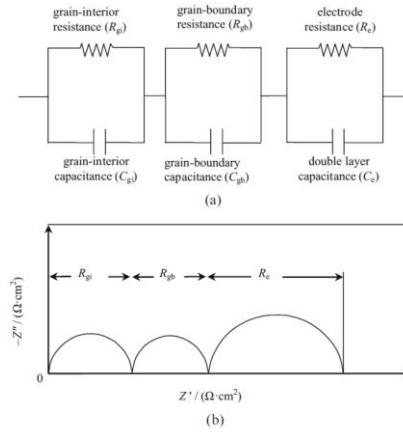 grain-interior
resistance (Rgi)
grain-boundary
resistance (Rgb)
electrode
resistance (Re)
grain-interior
capacitance (Cgi)
grain-boundary
capacitance (Cgb)
double layer
capacitance (Ce)
(a)
Rgi
Rgb
Re
−Z″/ (Ω·cm²)
0
Z′/ (Ω·cm²)
(b)